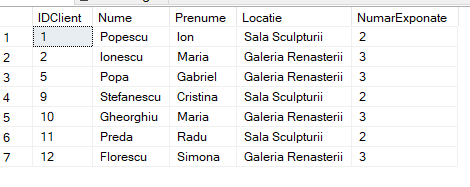 IDClient Nume Prenume Locatie NumarExponate
1 1 Popescu Ion Sala Sculpturii 2
2 2 Ionescu Maria Galeria Renasterii 3
3 5 Popa Gabriel Galeria Renasterii 3
4 9 Stefanescu Cristina Sala Sculpturii 2
5 10 Gheorghiu Maria Galeria Renasterii 3
6 11 Preda Radu Sala Sculpturii 2
7 12 Florescu Simona Galeria Renasterii 3